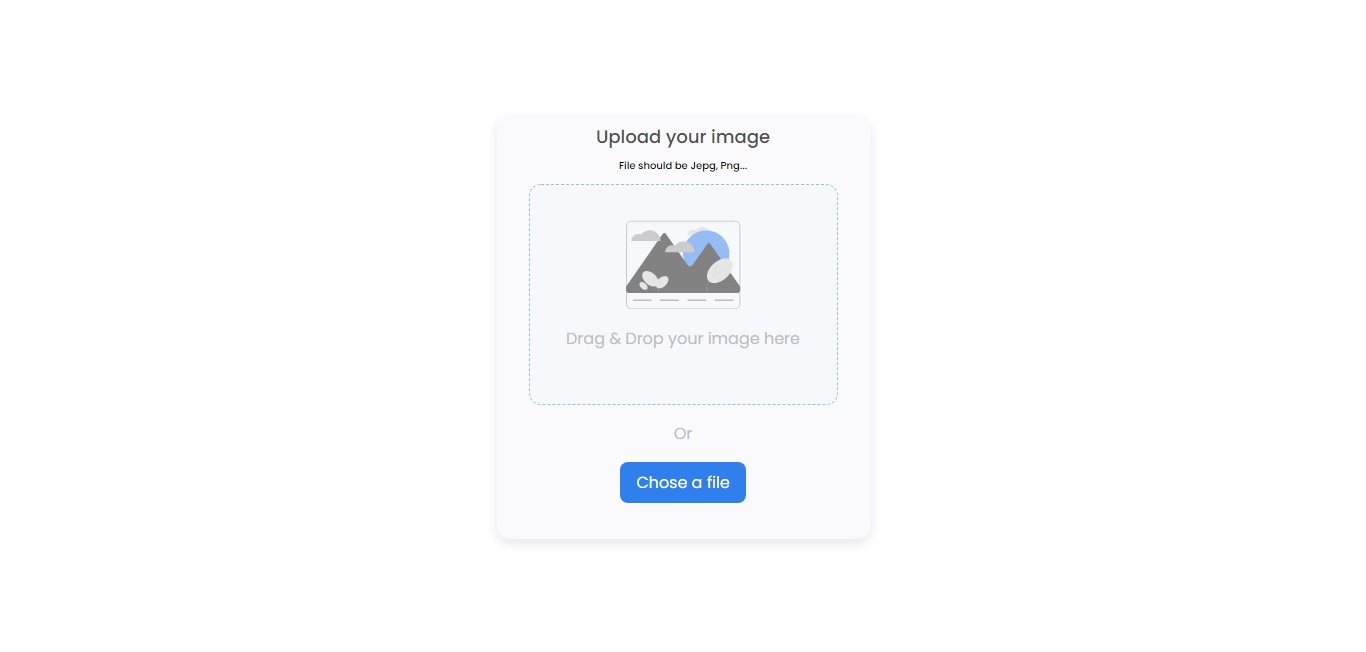 Upload your image
File should be Jepg, Png...
Drag & Drop your image here
Or
Chose a file